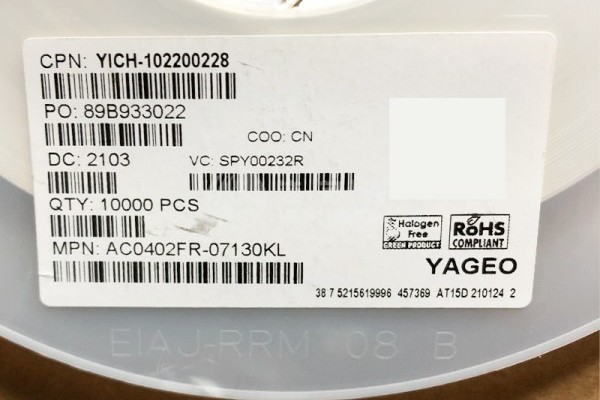 CPN: YICH-102200228
PO: 89B933022
COO: CN
DC: 2103
VC: SPY00232R
QTY: 10000 PCS
Halogen
Free
GREEN PRODUCT
RoHS
COMPLIANT
MPN: AC0402FR-07130KL
YAGEO
38 7 5215619996 457369 AT15D 210124 2
EIAJ-RRM 08 B